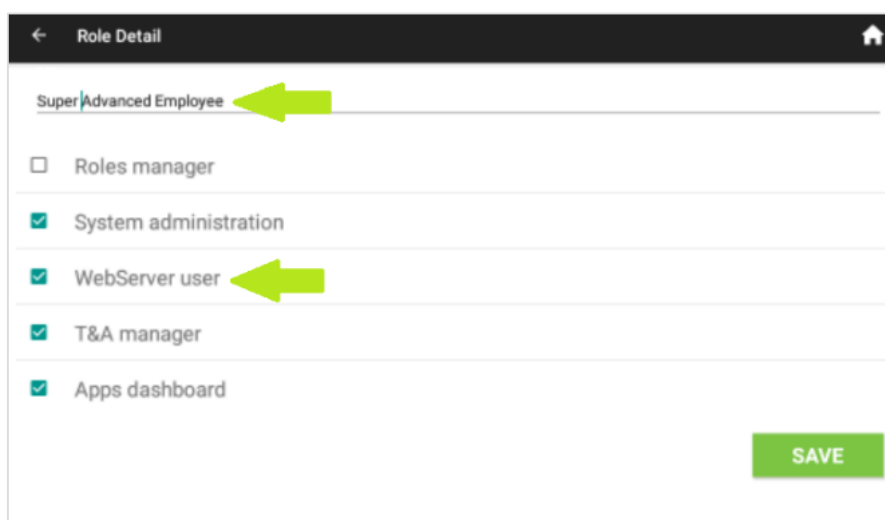 Role Detail
Super Advanced Employee
Roles manager
System administration
WebServer user
T&A manager
Apps dashboard
SAVE